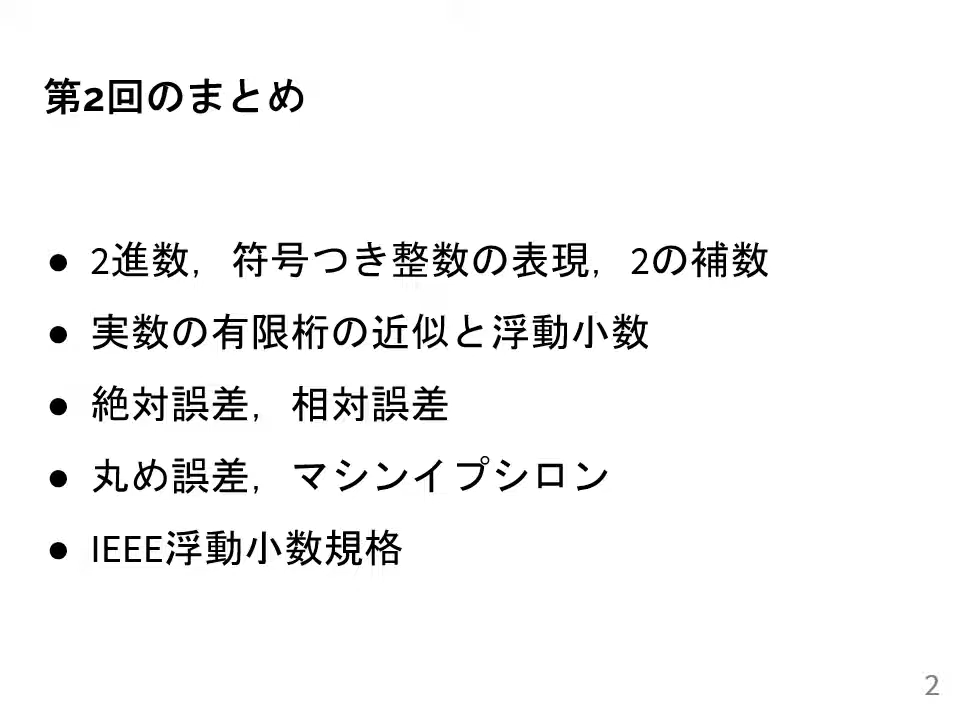 第2回のまとめ
● 2進数，符号つき整数の表現，2の補数
● 実数の有限桁の近似と浮動小数
● 絶対誤差，相対誤差
● 丸め誤差，マシンイプシロン
● IEEE浮動小数規格
2